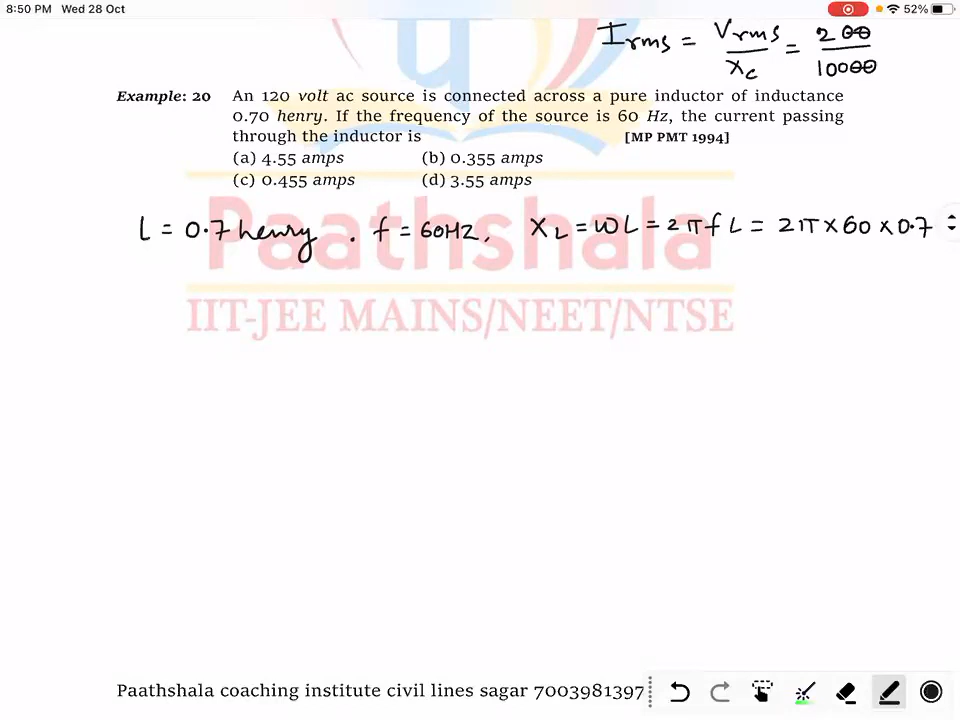 8:50 PM Wed 28 Oct 52%
Irms = Vrms / Xc = 200 / 10000
Example: 20 An 120 volt ac source is connected across a pure inductor of inductance
0.70 henry. If the frequency of the source is 60 Hz, the current passing
through the inductor is [MP PMT 1994]
(a) 4.55 amps (b) 0.355 amps
(c) 0.455 amps (d) 3.55 amps
L = 0.7 henry . f = 60HZ, XL = ωL = 2πfL = 2π×60×0.7 =
Paathshala
IIT-JEE MAINS/NEET/NTSE
Paathshala coaching institute civil lines sagar 7003981397